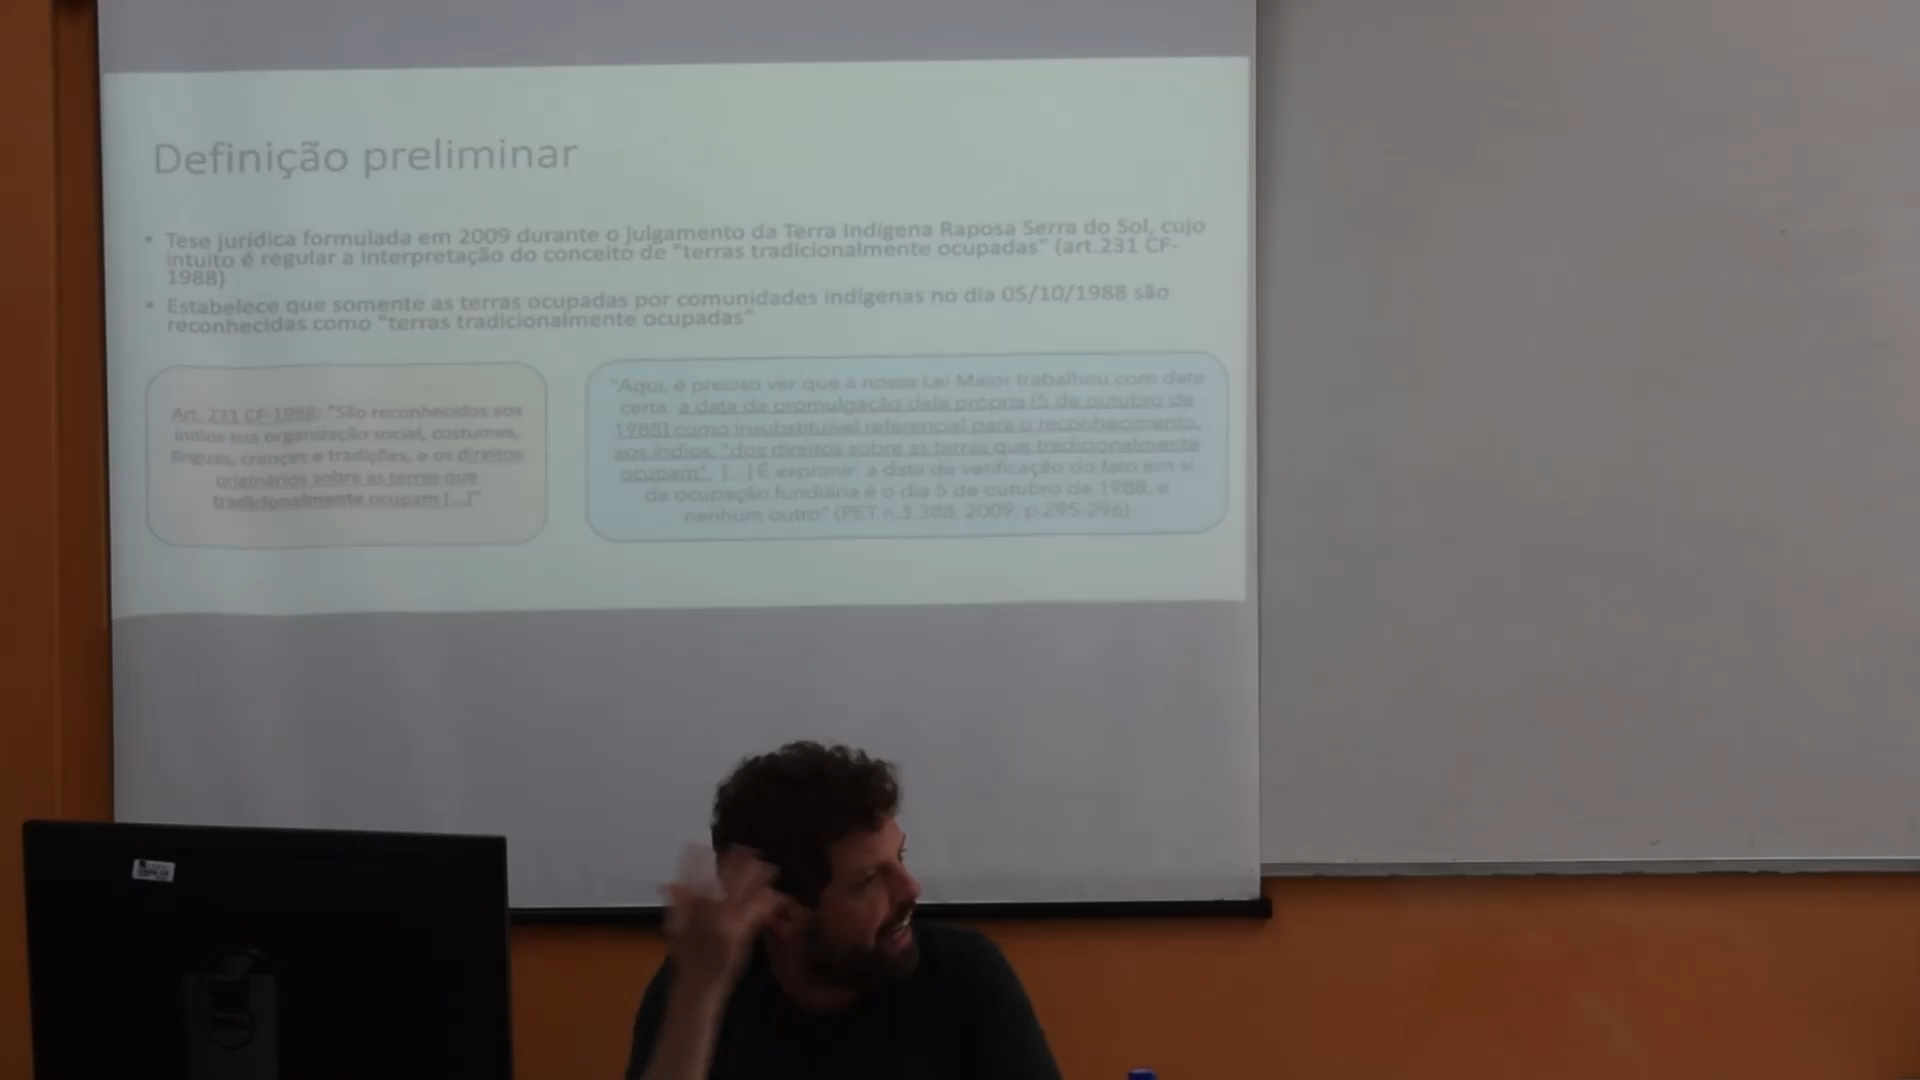 Definição preliminar
• Tese jurídica formulada em 2009 durante o julgamento da Terra Indígena Raposa Serra do Sol, cujo
intuito é regular a interpretação do conceito de "terras tradicionalmente ocupadas" (art.231 CF-
1988)
• Estabelece que somente as terras ocupadas por comunidades indígenas no dia 05/10/1988 são
reconhecidas como "terras tradicionalmente ocupadas"
Art. 231 CF-1988: "São reconhecidos aos
índios sua organização social, costumes,
línguas, crenças e tradições, e os direitos
originários sobre as terras que
tradicionalmente ocupam [...]"
"Aqui, é preciso ver que a nossa Lei Maior trabalhou com data
certa: a data da promulgação dela própria (5 de outubro de
1988) como insubstituível referencial para o reconhecimento,
aos índios, "dos direitos sobre as terras que tradicionalmente
ocupam". [...] É exprimir: a data de verificação do fato em si
da ocupação fundiária é o dia 5 de outubro de 1988, e
nenhum outro" (PET n.3.388, 2009, p.295-296)